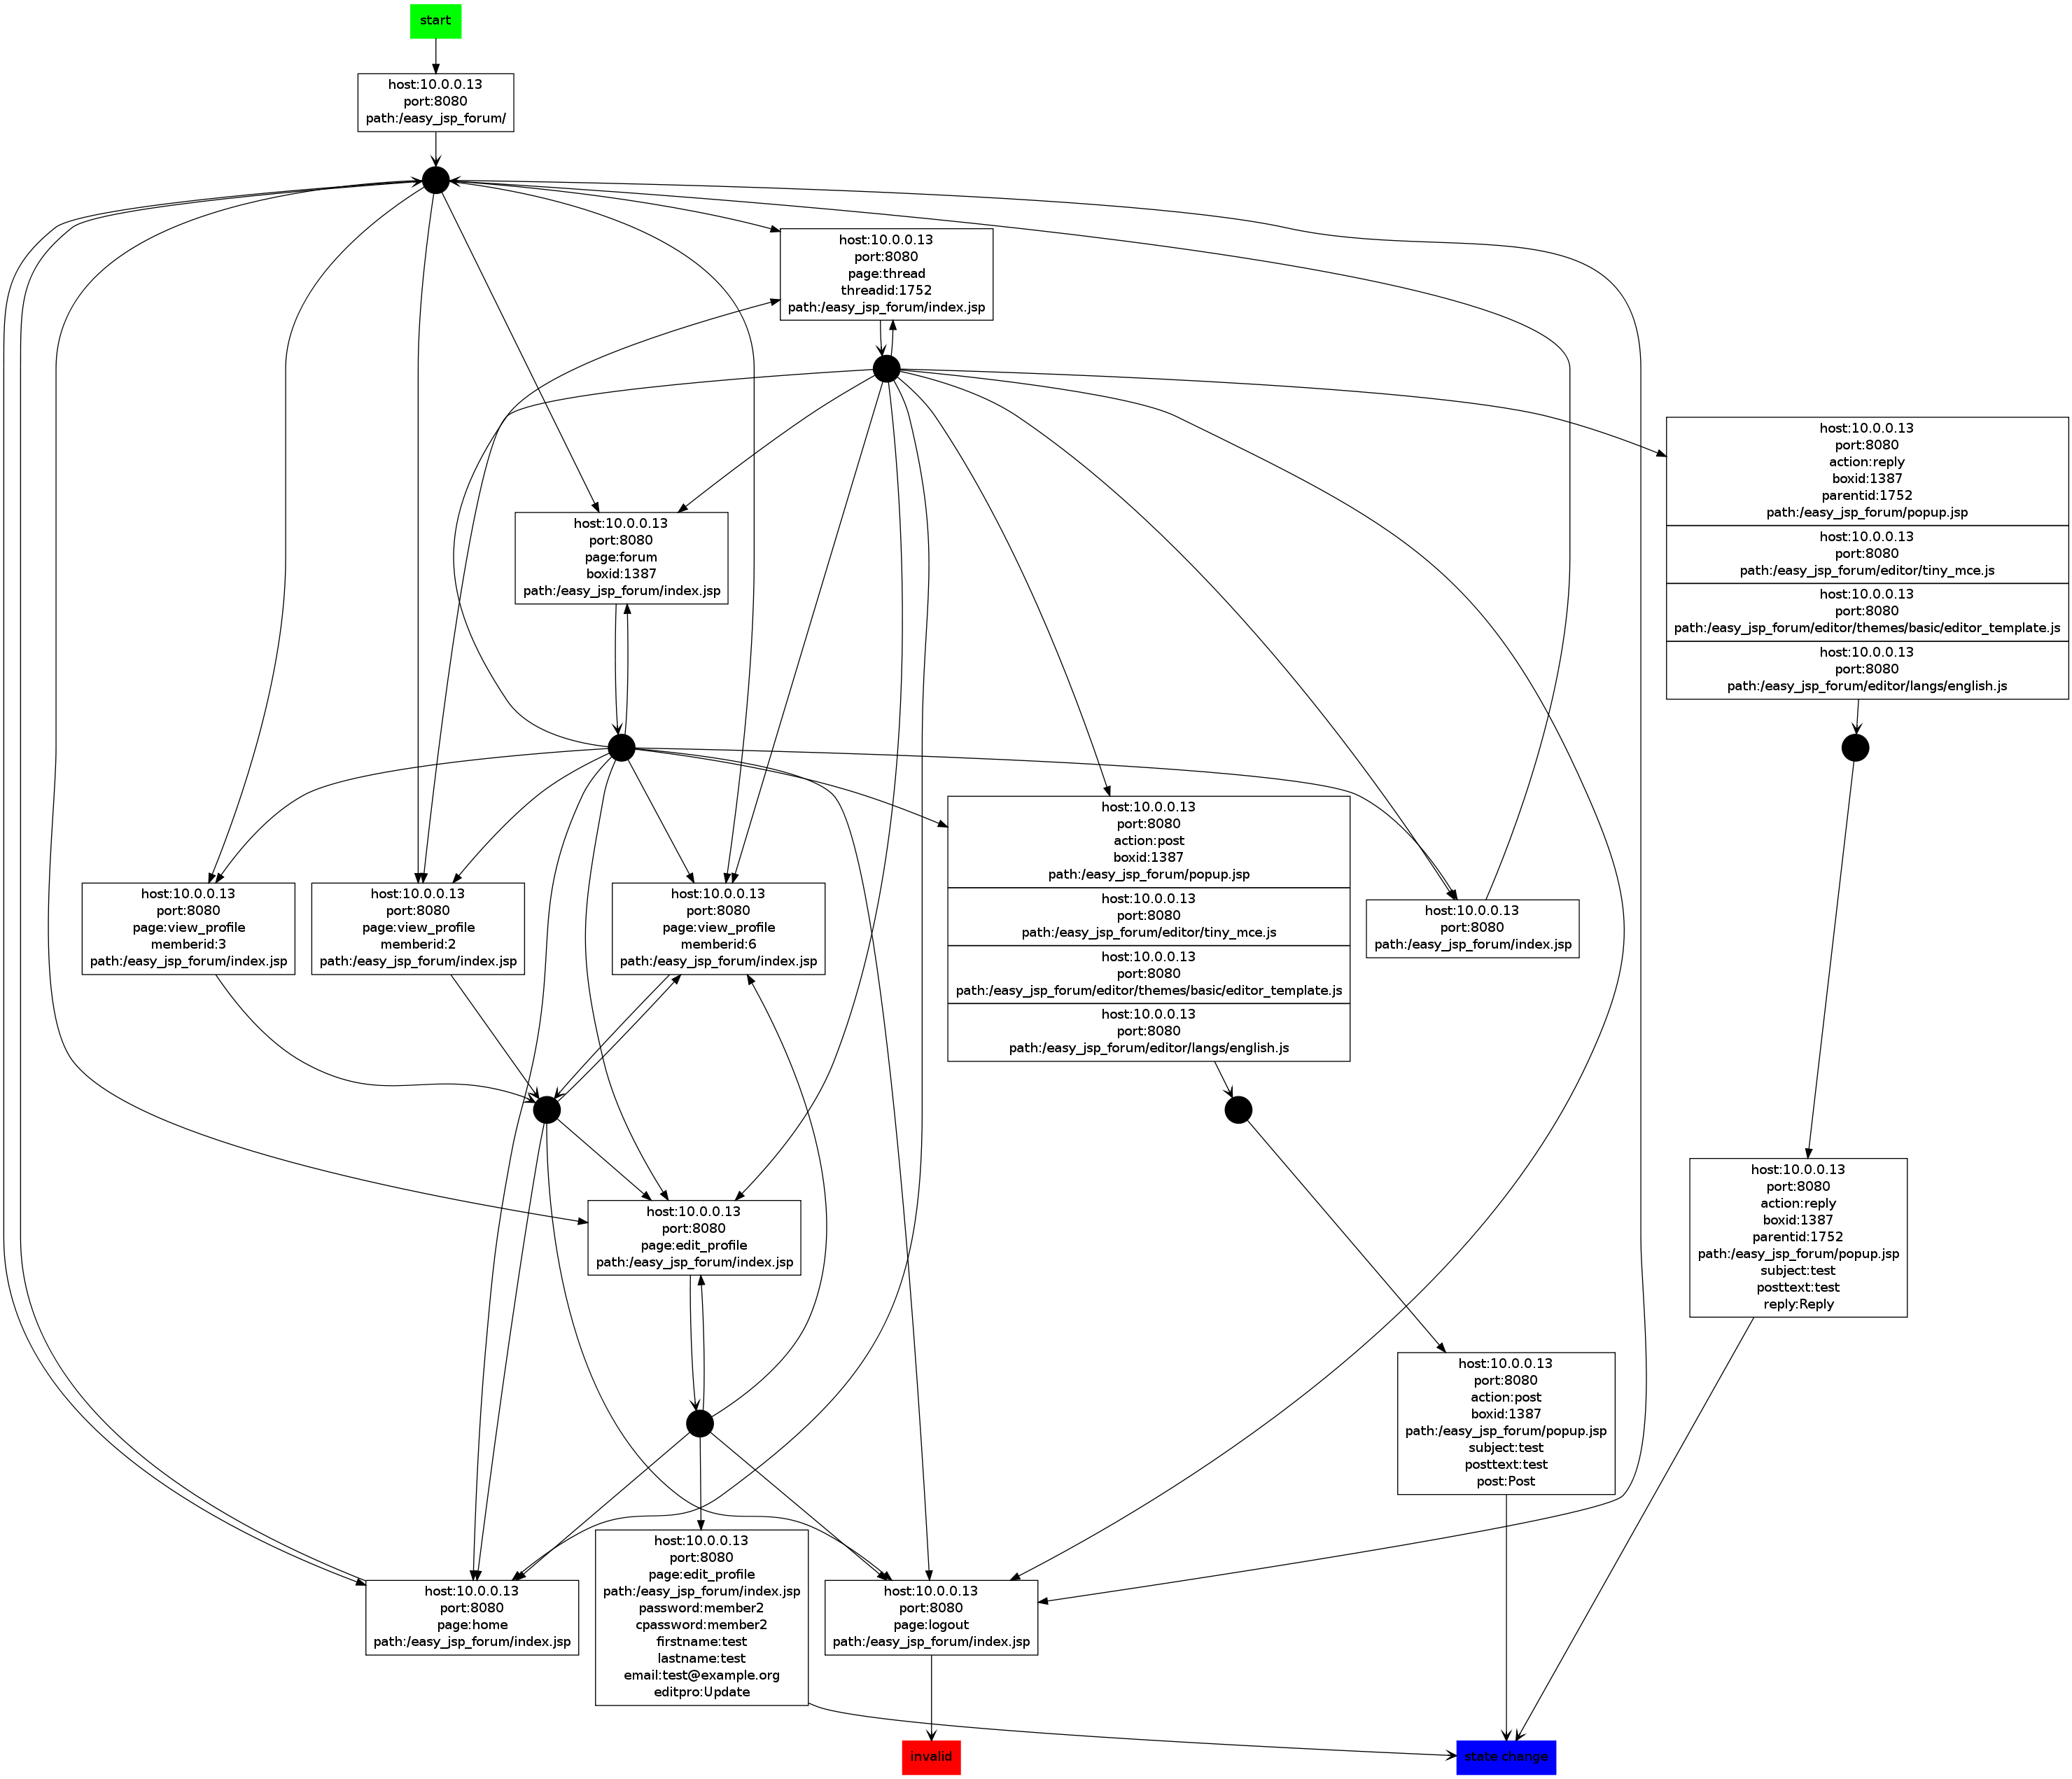 start
host:10.0.0.13
port:8080
path:/easy_jsp_forum/
host:10.0.0.13
port:8080
page:thread
threadid:1752
path:/easy_jsp_forum/index.jsp
host:10.0.0.13
port:8080
action:reply
boxid:1387
parentid:1752
path:/easy_jsp_forum/popup.jsp
host:10.0.0.13
port:8080
path:/easy_jsp_forum/editor/tiny_mce.js
host:10.0.0.13
port:8080
path:/easy_jsp_forum/editor/themes/basic/editor_template.js
host:10.0.0.13
port:8080
path:/easy_jsp_forum/editor/langs/english.js
host:10.0.0.13
port:8080
page:forum
boxid:1387
path:/easy_jsp_forum/index.jsp
host:10.0.0.13
port:8080
page:view_profile
memberid:3
path:/easy_jsp_forum/index.jsp
host:10.0.0.13
port:8080
page:view_profile
memberid:2
path:/easy_jsp_forum/index.jsp
host:10.0.0.13
port:8080
page:view_profile
memberid:6
path:/easy_jsp_forum/index.jsp
host:10.0.0.13
port:8080
action:post
boxid:1387
path:/easy_jsp_forum/popup.jsp
host:10.0.0.13
port:8080
path:/easy_jsp_forum/editor/tiny_mce.js
host:10.0.0.13
port:8080
path:/easy_jsp_forum/editor/themes/basic/editor_template.js
host:10.0.0.13
port:8080
path:/easy_jsp_forum/editor/langs/english.js
host:10.0.0.13
port:8080
path:/easy_jsp_forum/index.jsp
host:10.0.0.13
port:8080
page:edit_profile
path:/easy_jsp_forum/index.jsp
host:10.0.0.13
port:8080
action:reply
boxid:1387
parentid:1752
path:/easy_jsp_forum/popup.jsp
subject:test
posttext:test
reply:Reply
host:10.0.0.13
port:8080
action:post
boxid:1387
path:/easy_jsp_forum/popup.jsp
subject:test
posttext:test
post:Post
host:10.0.0.13
port:8080
page:home
path:/easy_jsp_forum/index.jsp
host:10.0.0.13
port:8080
page:edit_profile
path:/easy_jsp_forum/index.jsp
password:member2
cpassword:member2
firstname:test
lastname:test
email:test@example.org
editpro:Update
host:10.0.0.13
port:8080
page:logout
path:/easy_jsp_forum/index.jsp
invalid
state change